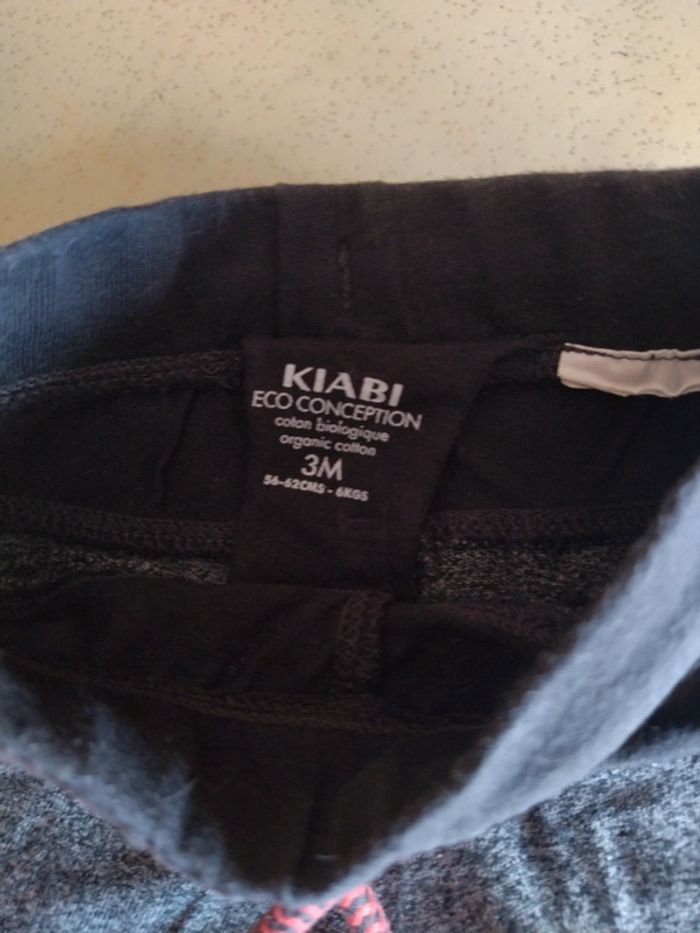 KIABI
ECO CONCEPTION
coton biologique
organic cotton
3M
56-62CMS - 6KGS